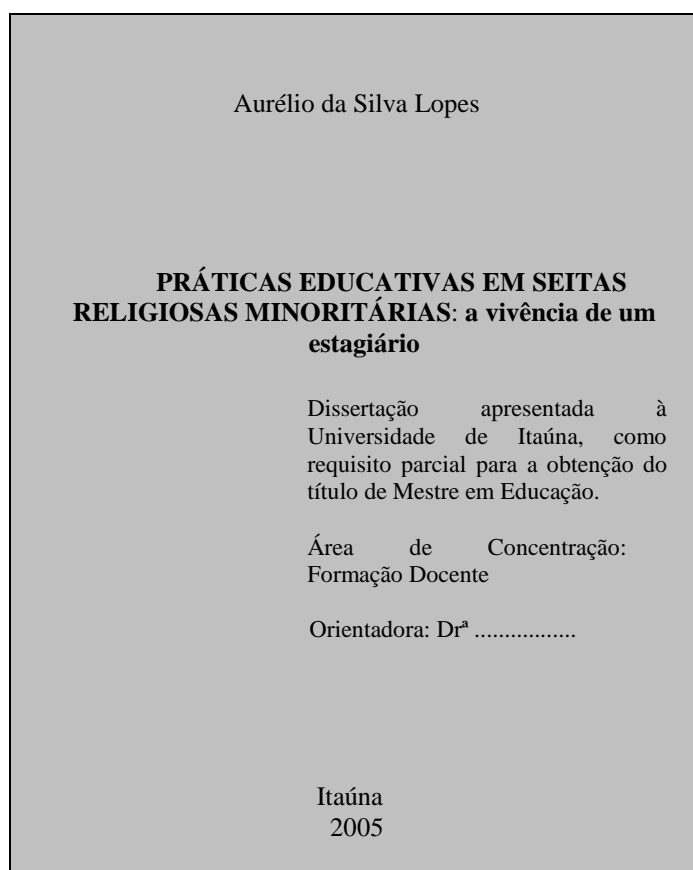 Aurélio da Silva Lopes
PRÁTICAS EDUCATIVAS EM SEITAS
RELIGIOSAS MINORITÁRIAS: a vivência de um
estagiário
Dissertação apresentada à
Universidade de Itaúna, como
requisito parcial para a obtenção do
título de Mestre em Educação.
Área de Concentração:
Formação Docente
Orientadora: Drª .................
Itaúna
2005